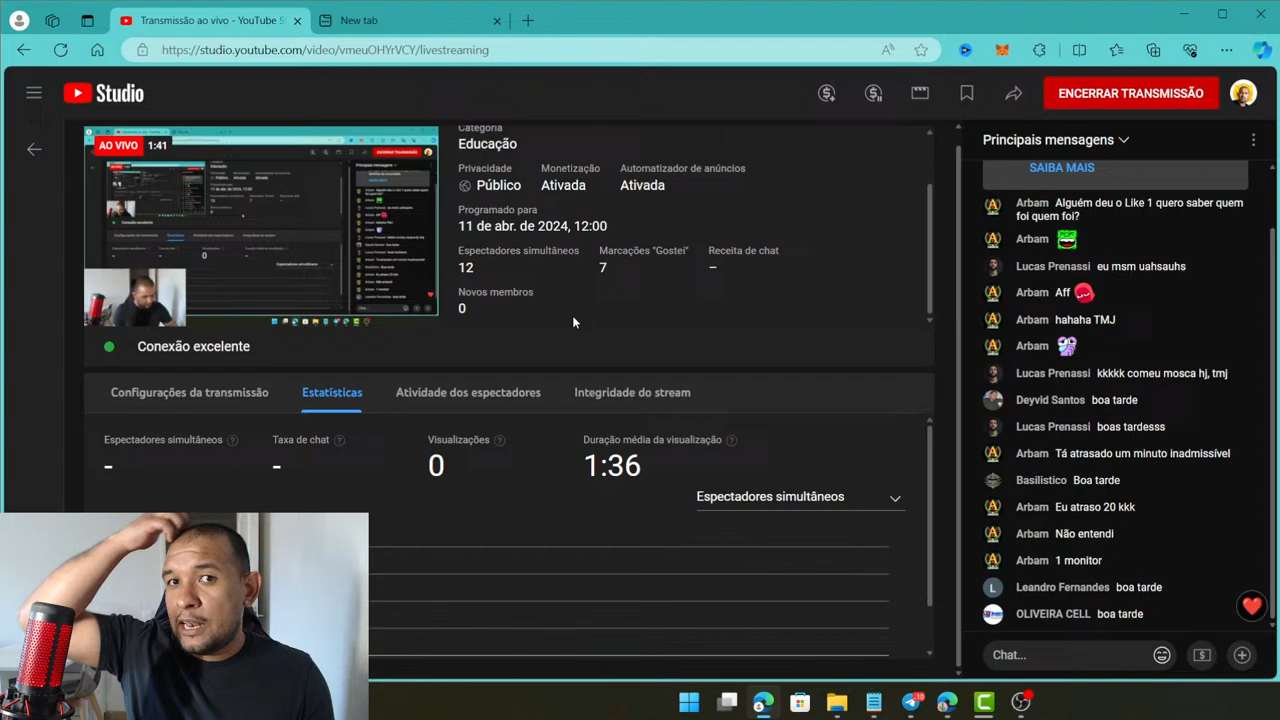 Transmissão ao vivo - YouTube S
New tab
https://studio.youtube.com/video/vmeuOHYrVCY/livestreaming
Studio
ENCERRAR TRANSMISSÃO
AO VIVO 1:41
Categoria
Educação
Privacidade Monetização Automatizador de anúncios
Público Ativada Ativada
Programado para
11 de abr. de 2024, 12:00
Espectadores simultâneos Marcações "Gostei" Receita de chat
12 7 –
Novos membros
0
Conexão excelente
Configurações da transmissão Estatísticas Atividade dos espectadores Integridade do stream
Espectadores simultâneos Taxa de chat Visualizações Duração média da visualização
- - 0 1:36
Espectadores simultâneos
Principais mensagens
SAIBA MAIS
Arbam Alguém deu o Like 1 quero saber quem
foi quem foi?
Arbam
Lucas Prenassi eu msm uahsauhs
Arbam Aff
Arbam hahaha TMJ
Arbam
Lucas Prenassi kkkkk comeu mosca hj, tmj
Deyvid Santos boa tarde
Lucas Prenassi boas tardesss
Arbam Tá atrasado um minuto inadmissível
Basilistico Boa tarde
Arbam Eu atraso 20 kkk
Arbam Não entendi
Arbam 1 monitor
L Leandro Fernandes boa tarde
OLIVEIRA CELL boa tarde
Chat...
10